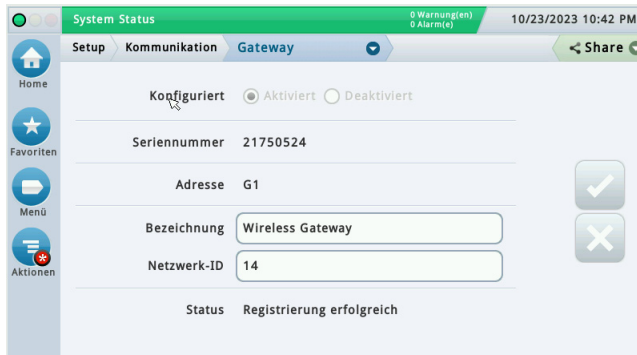 System Status
0 Warnung(en)
0 Alarm(e)
10/23/2023 10:42 PM
Setup Kommunikation Gateway
Share
Home
Favoriten
Menü
Aktionen
Konfiguriert Aktiviert Deaktiviert
Seriennummer 21750524
Adresse G1
Bezeichnung Wireless Gateway
Netzwerk-ID 14
Status Registrierung erfolgreich